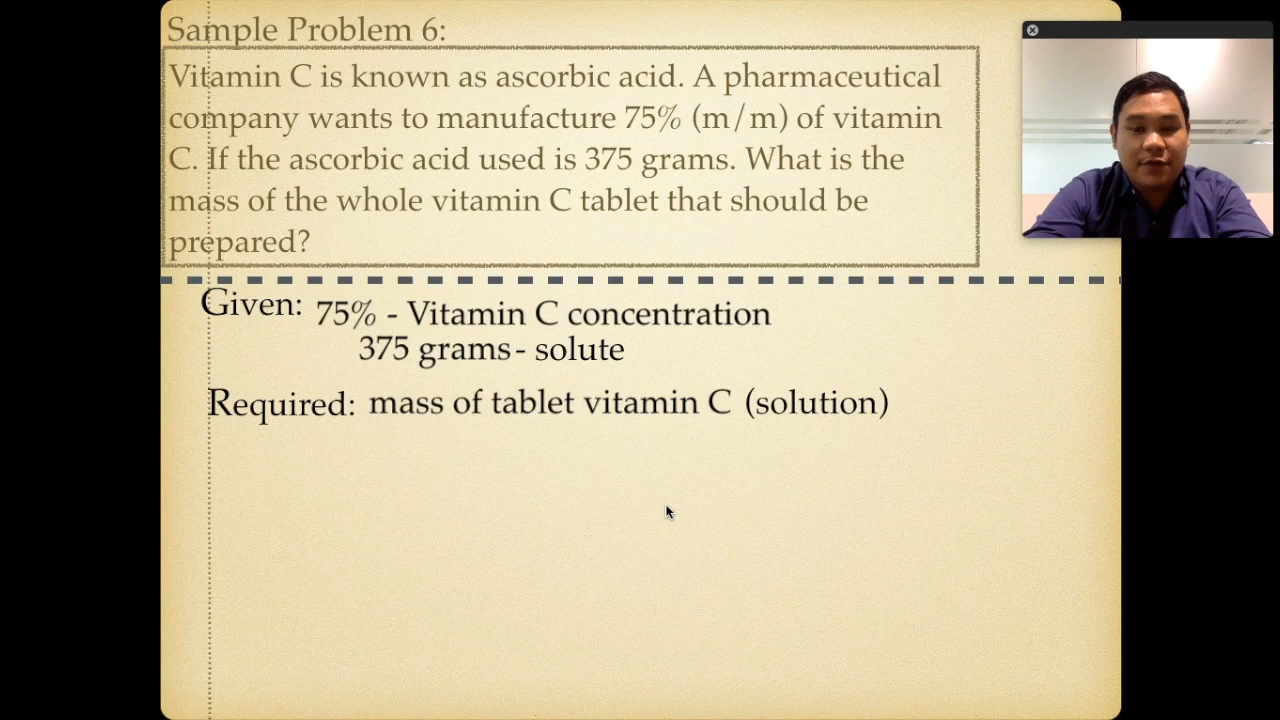 Sample Problem 6:
Vitamin C is known as ascorbic acid. A pharmaceutical
company wants to manufacture 75% (m/m) of vitamin
C. If the ascorbic acid used is 375 grams. What is the
mass of the whole vitamin C tablet that should be
prepared?
Given: 75% - Vitamin C concentration
375 grams - solute
Required: mass of tablet vitamin C (solution)